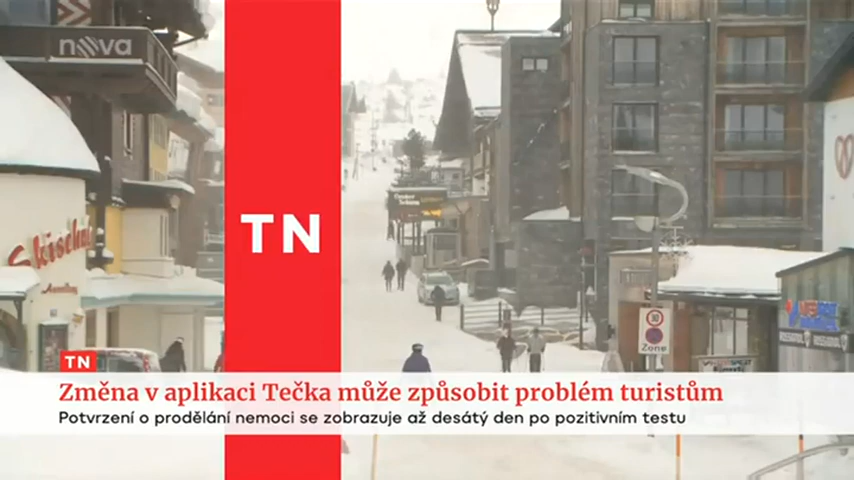 nova
TN
Skischule
30
Zone
TN
Změna v aplikaci Tečka může způsobit problém turistům
Potvrzení o prodělání nemoci se zobrazuje až desátý den po pozitivním testu